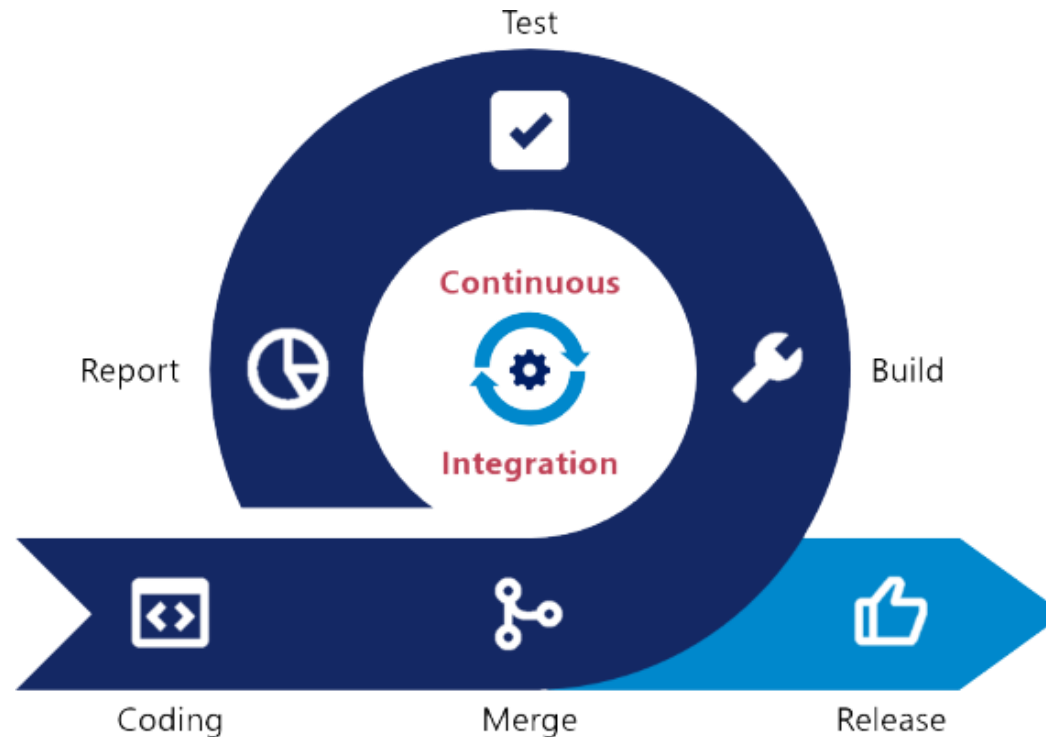 Test
Continuous
Report
Build
Integration
Coding
Merge
Release